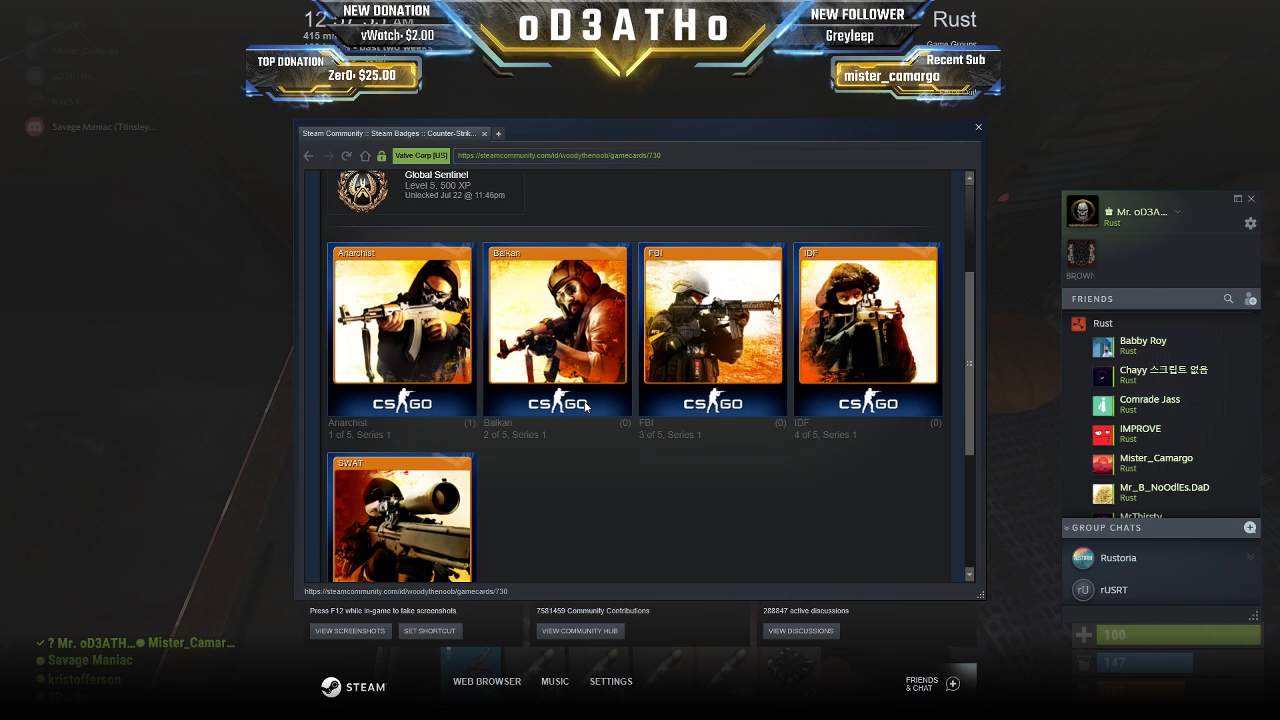 NEW DONATION
vWatch• $2.00
oD3ATHo
NEW FOLLOWER
Greyleep
Rust
TOP DONATION
Zer0• $25.00
Recent Sub
mister_camargo
Savage Maniac (Ttinsley...
Steam Community :: Steam Badges :: Counter-Strik...
Valve Corp [US]
https://steamcommunity.com/id/woodythenoob/gamecards/730
Global Sentinel
Level 5, 500 XP
Unlocked Jul 22 @ 11:46pm
Anarchist
Balkan
FBI
IDF
CS GO
CS GO
CS GO
CS GO
Anarchist (1)
1 of 5, Series 1
Balkan (0)
2 of 5, Series 1
FBI (0)
3 of 5, Series 1
IDF (0)
4 of 5, Series 1
SWAT
https://steamcommunity.com/id/woodythenoob/gamecards/730
Press F12 while in-game to take screenshots
7581459 Community Contributions
288847 active discussions
VIEW SCREENSHOTS
SET SHORTCUT
VIEW COMMUNITY HUB
VIEW DISCUSSIONS
STEAM
WEB BROWSER
MUSIC
SETTINGS
FRIENDS
& CHAT
Mr. oD3A...
Rust
BROWN
FRIENDS
Rust
Babby Roy
Rust
Chayy 스크립트 없음
Rust
Comrade Jass
Rust
IMPROVE
Rust
Mister_Camargo
Rust
Mr_B_NoOdlEs.DaD
Rust
MrThirsty
GROUP CHATS
Rustoria
rU
rUSRT
100
147
? Mr. oD3ATH...
Mister_Camar...
Savage Maniac
kristofferson